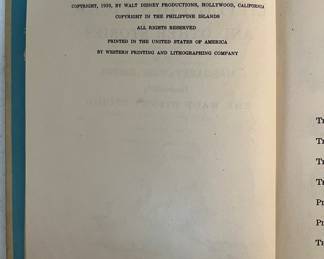 COPYRIGHT, 1939, BY WALT DISNEY PRODUCTIONS, HOLLYWOOD, CALIFORNIA
COPYRIGHT IN THE PHILIPPINE ISLANDS
ALL RIGHTS RESERVED
PRINTED IN THE UNITED STATES OF AMERICA
BY WESTERN PRINTING AND LITHOGRAPHING COMPANY